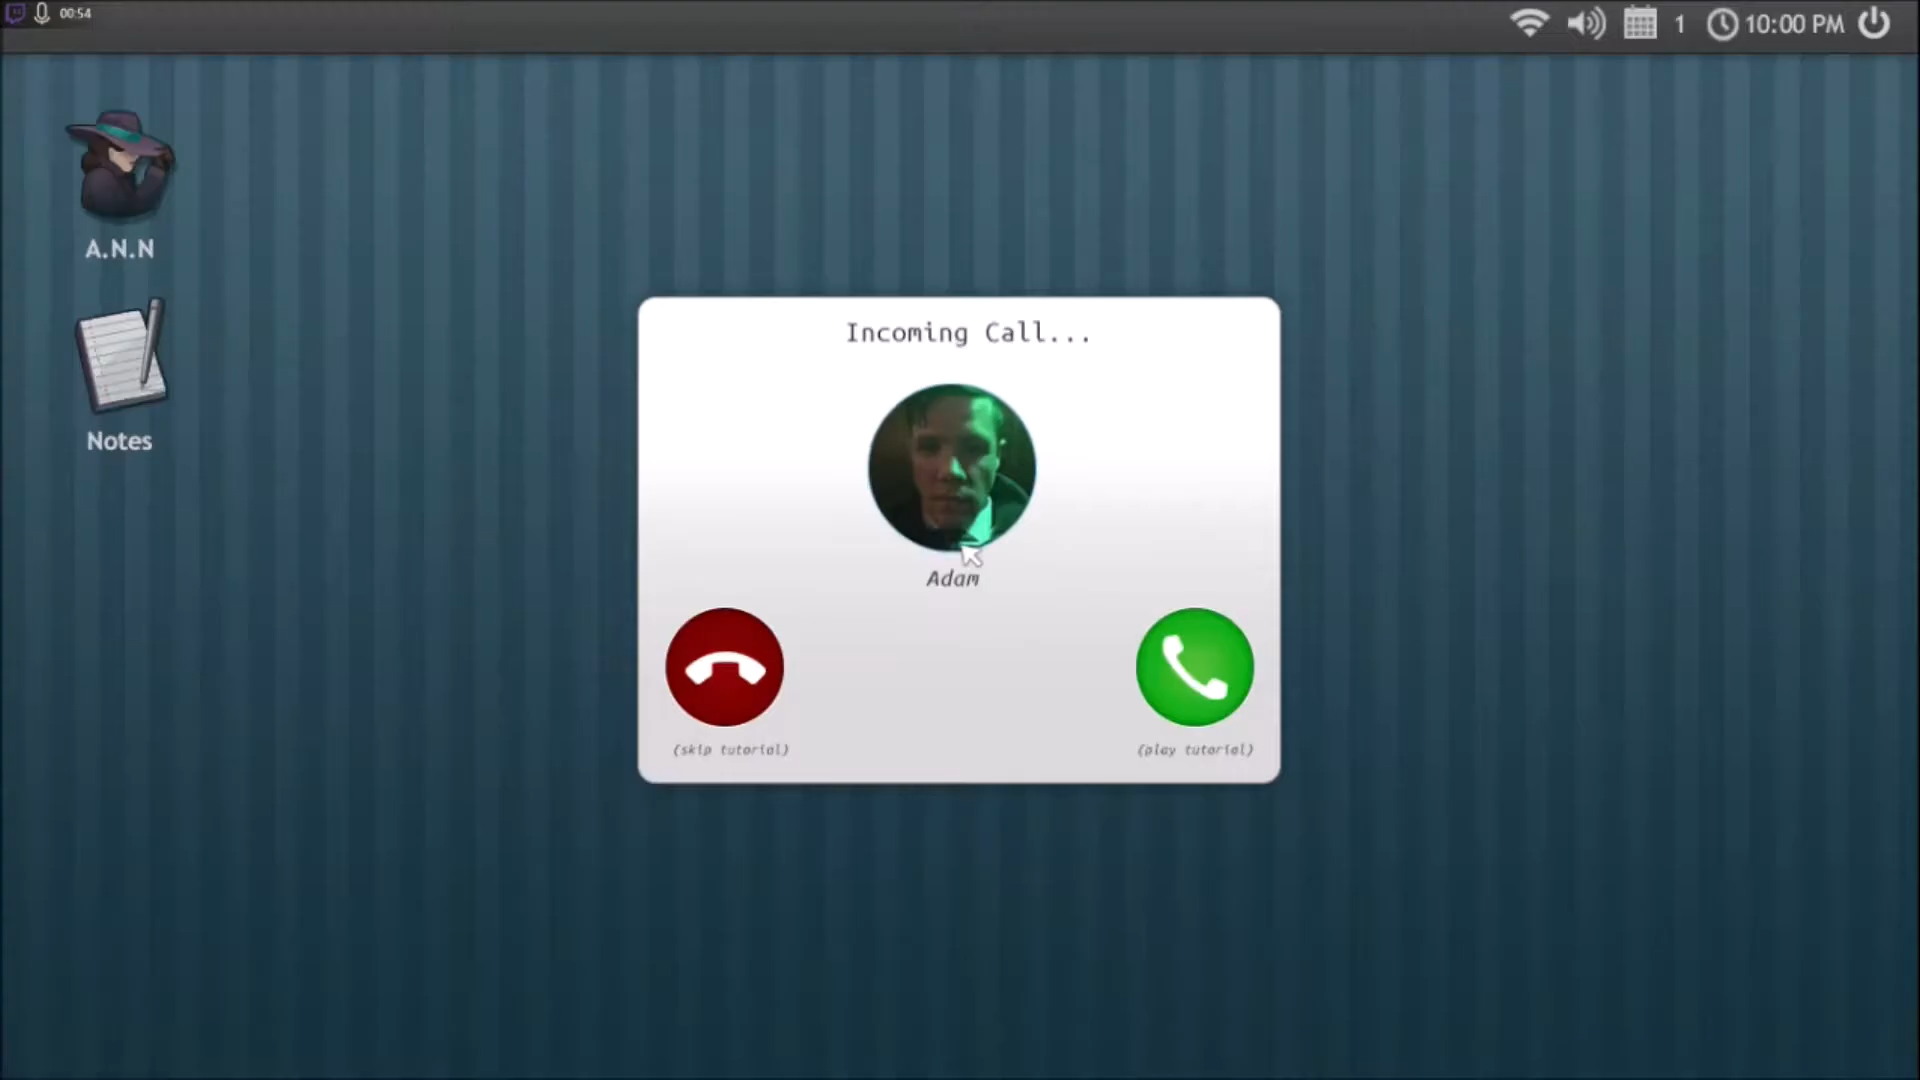 00:54
1
10:00 PM
A.N.N
Notes
Incoming Call...
Adam
(skip tutorial)
(play tutorial)